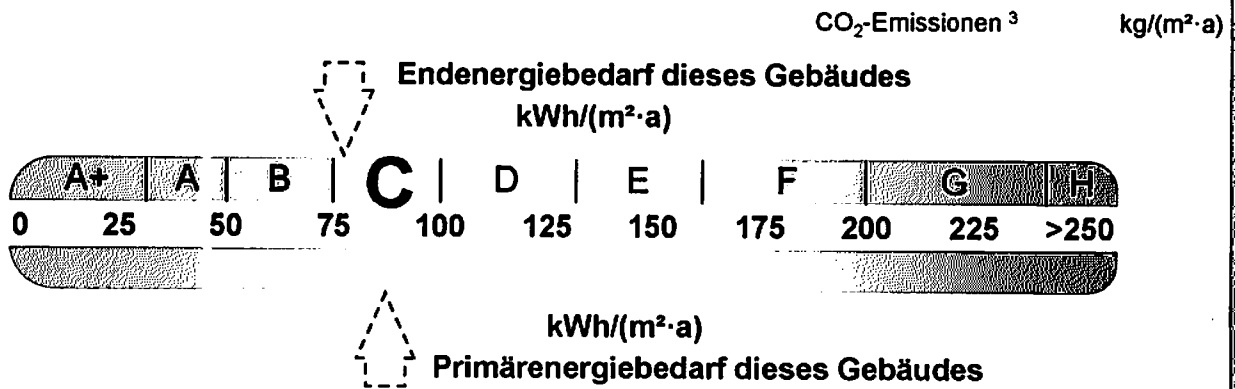 CO₂-Emissionen ³ kg/(m²·a)
Endenergiebedarf dieses Gebäudes
kWh/(m²·a)
A+ A B C D E F G H
0 25 50 75 100 125 150 175 200 225 >250
kWh/(m²·a)
Primärenergiebedarf dieses Gebäudes